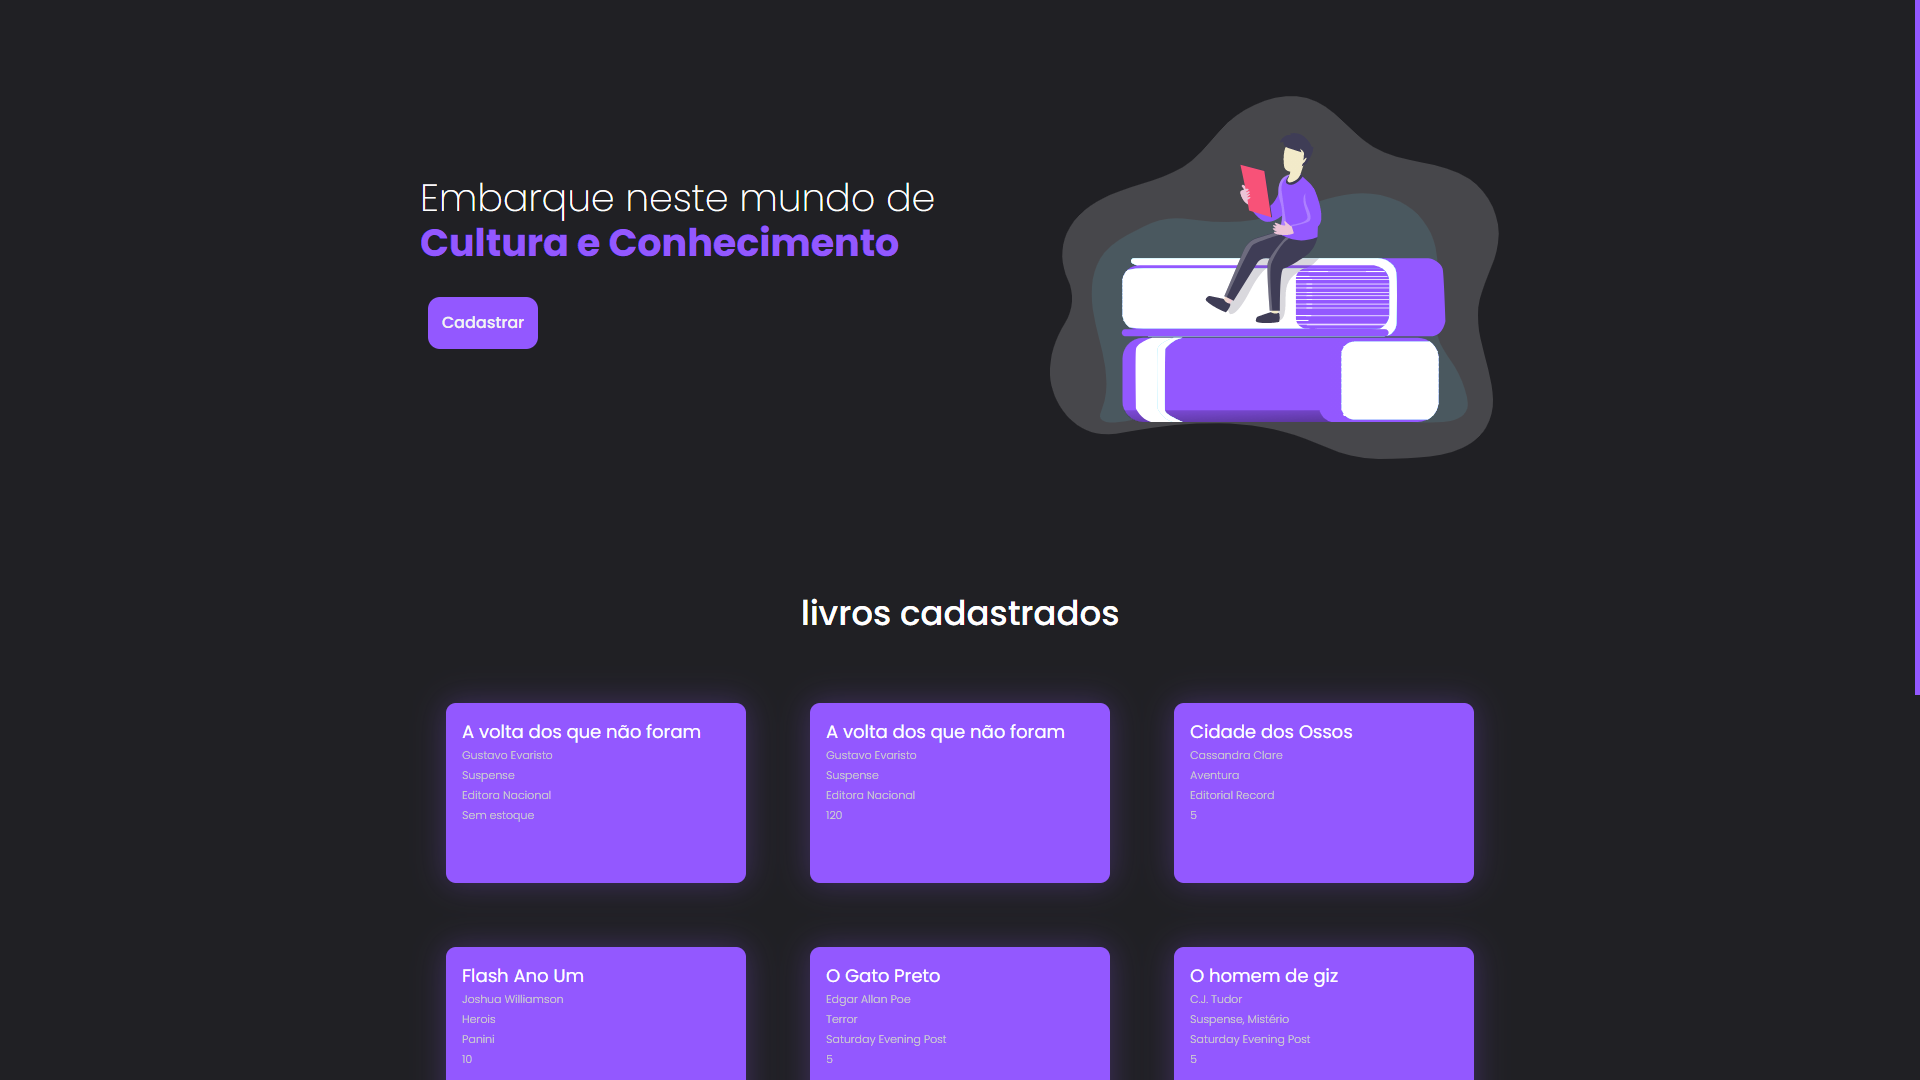 Embarque neste mundo de
Cultura e Conhecimento
Cadastrar
livros cadastrados
A volta dos que não foram
Gustavo Evaristo
Suspense
Editora Nacional
Sem estoque
A volta dos que não foram
Gustavo Evaristo
Suspense
Editora Nacional
120
Cidade dos Ossos
Cassandra Clare
Aventura
Editorial Record
5
Flash Ano Um
Joshua Williamson
Herois
Panini
10
O Gato Preto
Edgar Allan Poe
Terror
Saturday Evening Post
5
O homem de giz
C.J. Tudor
Suspense, Mistério
Saturday Evening Post
5